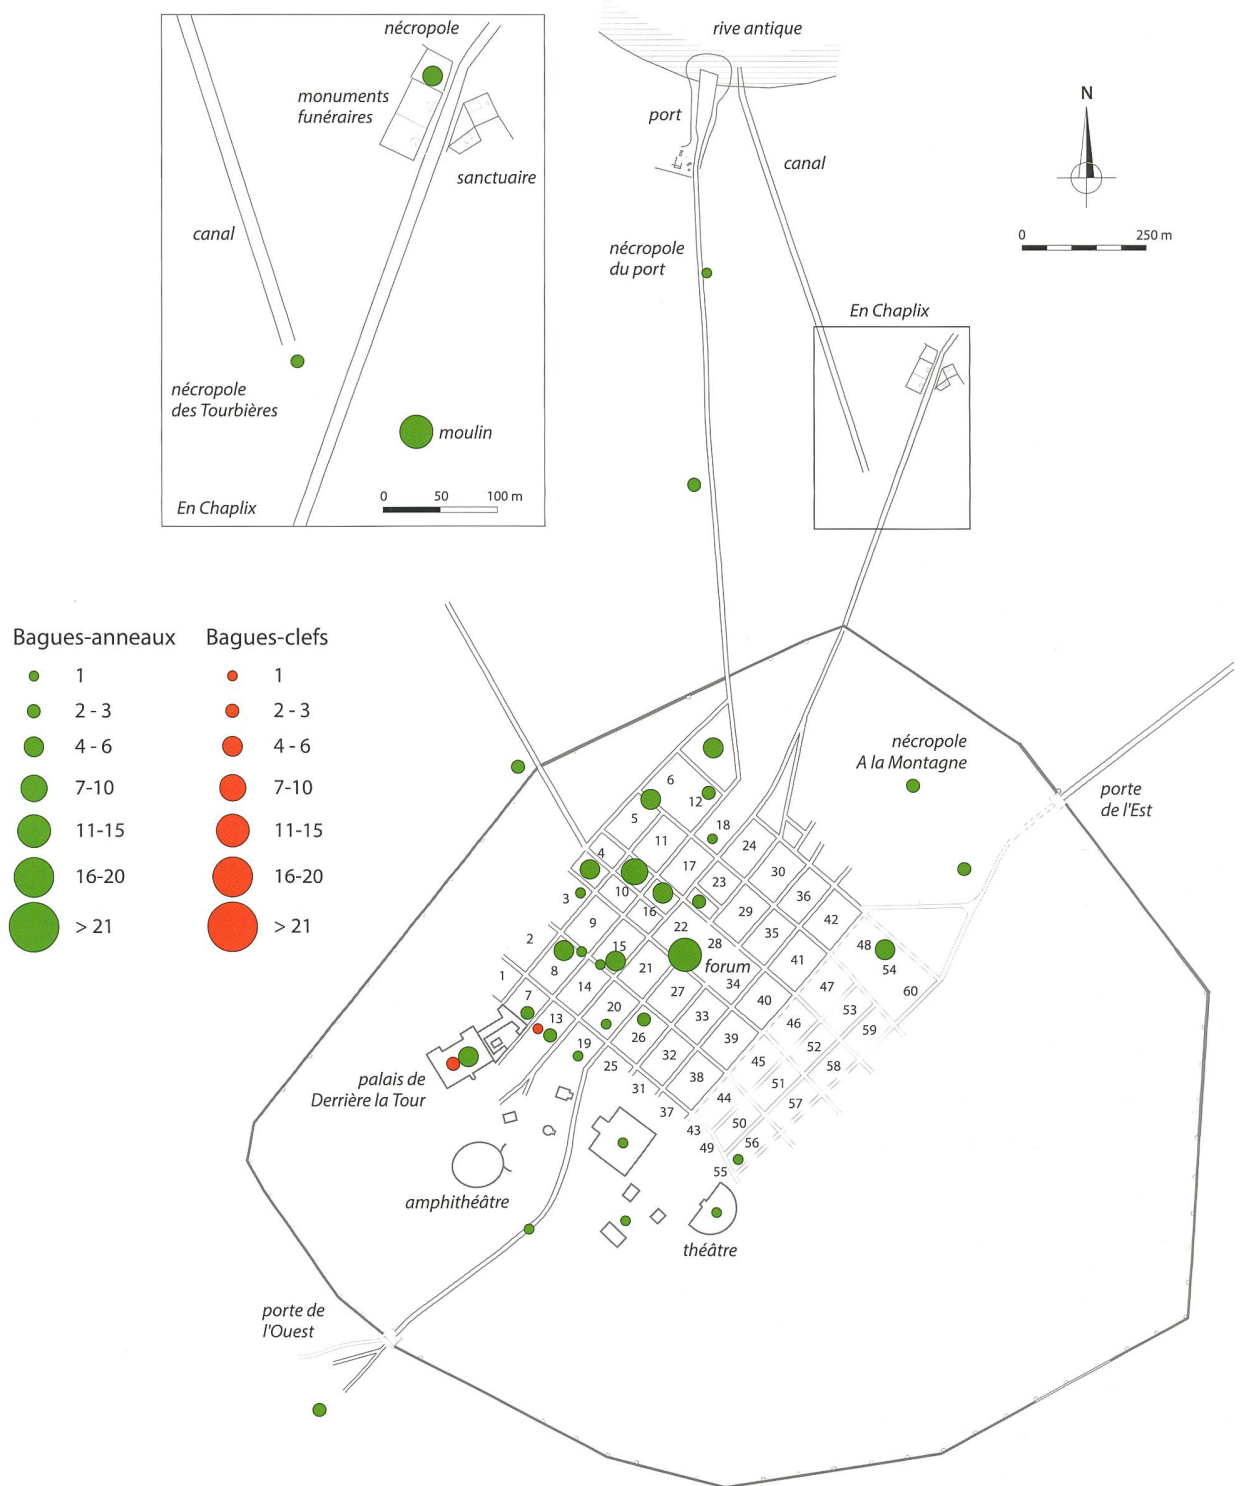 nécropole
monuments
funéraires
sanctuaire
canal
nécropole
des Tourbières
moulin
En Chaplix
0 50 100 m
rive antique
port
canal
N
0 250 m
nécropole
du port
En Chaplix
Bagues-anneaux
1
2 - 3
4 - 6
7-10
11-15
16-20
> 21
Bagues-clefs
1
2 - 3
4 - 6
7-10
11-15
16-20
> 21
nécropole
A la Montagne
porte
de l'Est
6
12
5
18
11
24
4
17
30
10
23
3
36
16
29
42
9
22
35
2
15
28
48
forum
41
54
8
21
1
34
47
60
14
27
7
40
53
20
33
13
46
59
26
39
19
52
32
45
25
58
38
51
31
44
57
37
50
43
56
49
55
palais de
Derrière la Tour
amphithéâtre
théâtre
porte de
l'Ouest